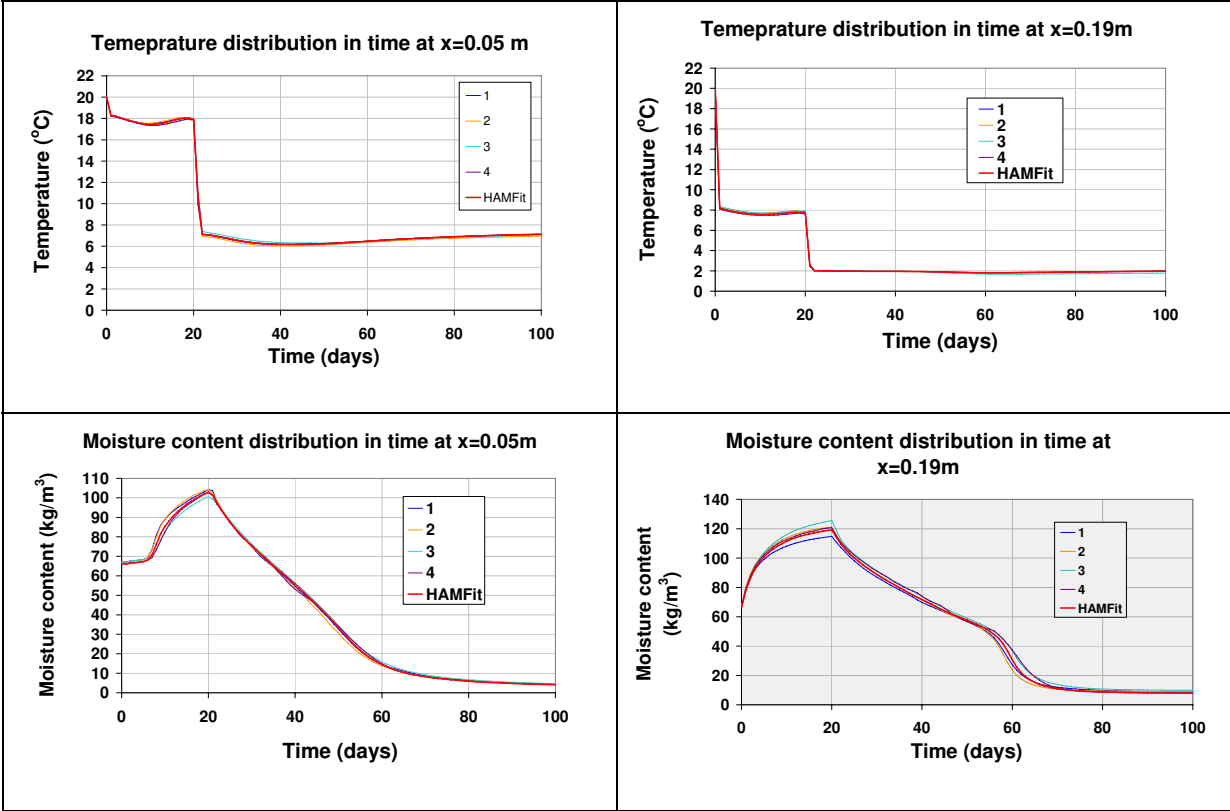 Temeprature distribution in time at x=0.05 m
Temperature (°C)
22
20
18
16
14
12
10
8
6
4
2
0
0 20 40 60 80 100
Time (days)
1
2
3
4
HAMFit
Temeprature distribution in time at x=0.19m
Temperature (°C)
22
20
18
16
14
12
10
8
6
4
2
0
0 20 40 60 80 100
Time (days)
1
2
3
4
HAMFit
Moisture content distribution in time at x=0.05m
Moisture content (kg/m³)
110
100
90
80
70
60
50
40
30
20
10
0
0 20 40 60 80 100
Time (days)
1
2
3
4
HAMFit
Moisture content distribution in time at
x=0.19m
Moisture content
(kg/m³)
140
120
100
80
60
40
20
0
0 20 40 60 80 100
Time (days)
1
2
3
4
HAMFit